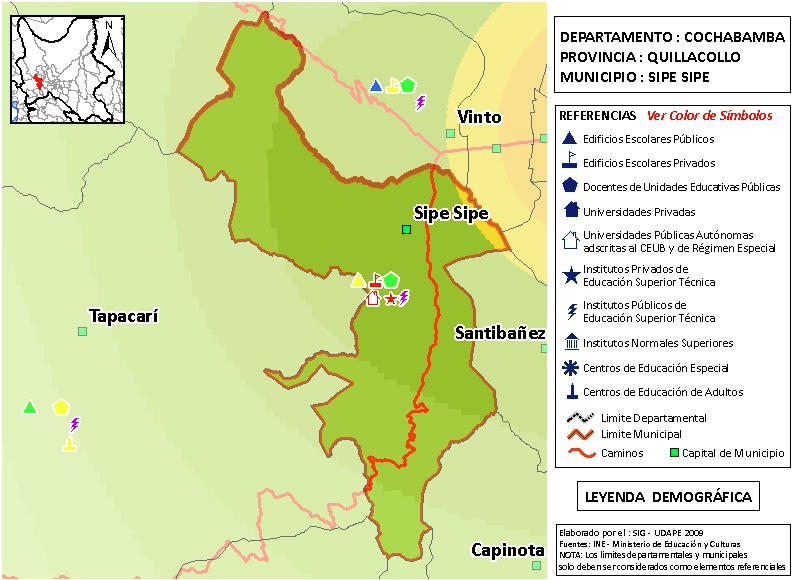 N
Vinto
Sipe Sipe
Tapacarí
Santibañez
Capinota
DEPARTAMENTO : COCHABAMBA
PROVINCIA : QUILLACOLLO
MUNICIPIO : SIPE SIPE
REFERENCIAS Ver Color de Símbolos
Edificios Escolares Públicos
Edificios Escolares Privados
Docentes de Unidades Educativas Públicas
Universidades Privadas
Universidades Públicas Autónomas
adscritas al CEUB y de Régimen Especial
Institutos Privados de
Educación Superior Técnica
Institutos Públicos de
Educación Superior Técnica
Institutos Normales Superiores
Centros de Educación Especial
Centros de Educación de Adultos
Limite Departamental
Limite Municipal
Caminos Capital de Municipio
LEYENDA DEMOGRÁFICA
Elaborado por el : SIG - UDAPE 2009
Fuentes: INE - Ministerio de Educación y Culturas
NOTA: Los limites departamentales y municipales
solo deben ser considerados como elementos referenciales